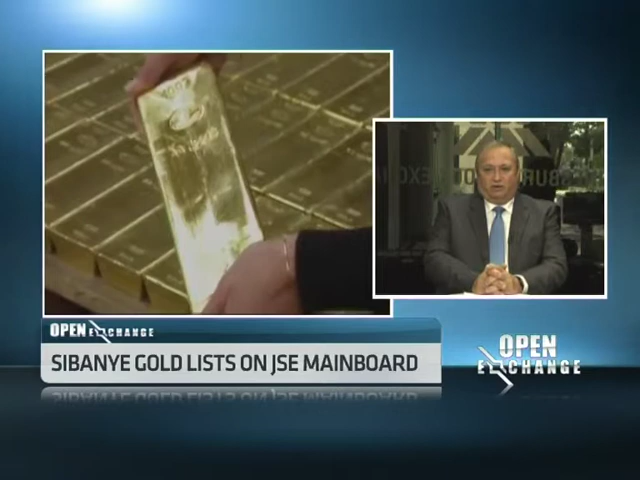 OPEN EXCHANGE
SIBANYE GOLD LISTS ON JSE MAINBOARD
OPEN
EXCHANGE